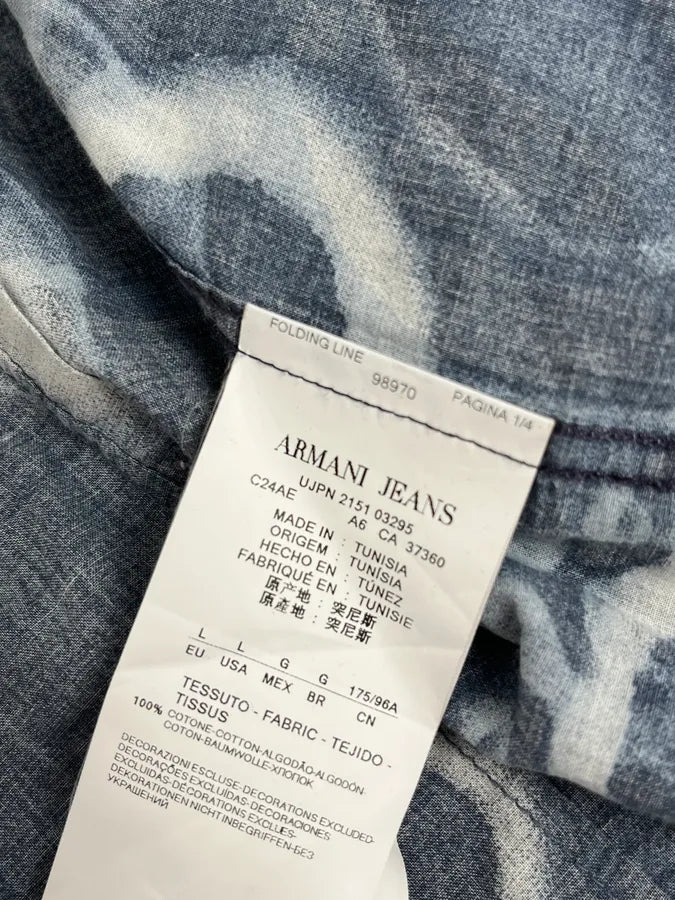 FOLDING LINE 98970 PAGINA 1/4
ARMANI JEANS
UJPN 2151 03295
C24AE A6 CA 37360
MADE IN : TUNISIA
ORIGEM : TUNÍSIA
HECHO EN : TÚNEZ
FABRIQUÉ EN : TUNISIE
原产地 : 突尼斯
原產地 : 突尼斯
L L G G 175/96A
EU USA MEX BR CN
TESSUTO - FABRIC - TEJIDO -
TISSUS
100% COTONE-COTTON-ALGODÃO-ALGODÓN-
COTON-BAUMWOLLE-ХЛОПОК
DECORAZIONI ESCLUSE-DECORATIONS EXCLUDED-
DECORAÇÕES EXCLUÍDAS-DECORACIONES
EXCLUIDAS-DECORATIONS EXCLUES-
DEKORATIONEN NICHT INBEGRIFFEN-БЕЗ
УКРАШЕНИЙ